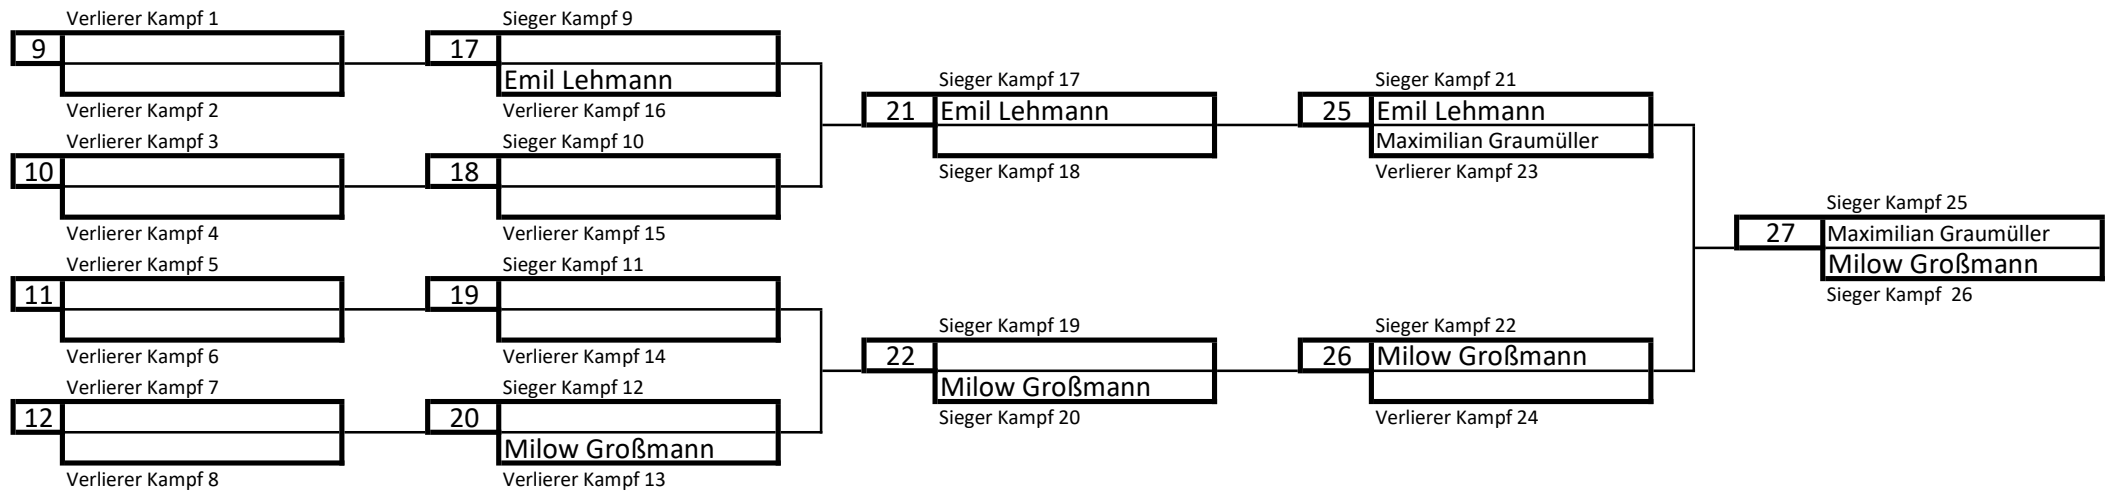 Verlierer Kampf 1
9
Verlierer Kampf 2
Verlierer Kampf 3
10
Verlierer Kampf 4
Verlierer Kampf 5
11
Verlierer Kampf 6
Verlierer Kampf 7
12
Verlierer Kampf 8
Sieger Kampf 9
17
Emil Lehmann
Verlierer Kampf 16
Sieger Kampf 10
18
Verlierer Kampf 15
Sieger Kampf 11
19
Verlierer Kampf 14
Sieger Kampf 12
20
Milow Großmann
Verlierer Kampf 13
Sieger Kampf 17
21 Emil Lehmann
Sieger Kampf 18
Sieger Kampf 19
22
Milow Großmann
Sieger Kampf 20
Sieger Kampf 21
25 Emil Lehmann
Maximilian Graumüller
Verlierer Kampf 23
Sieger Kampf 22
26 Milow Großmann
Verlierer Kampf 24
Sieger Kampf 25
27 Maximilian Graumüller
Milow Großmann
Sieger Kampf  26